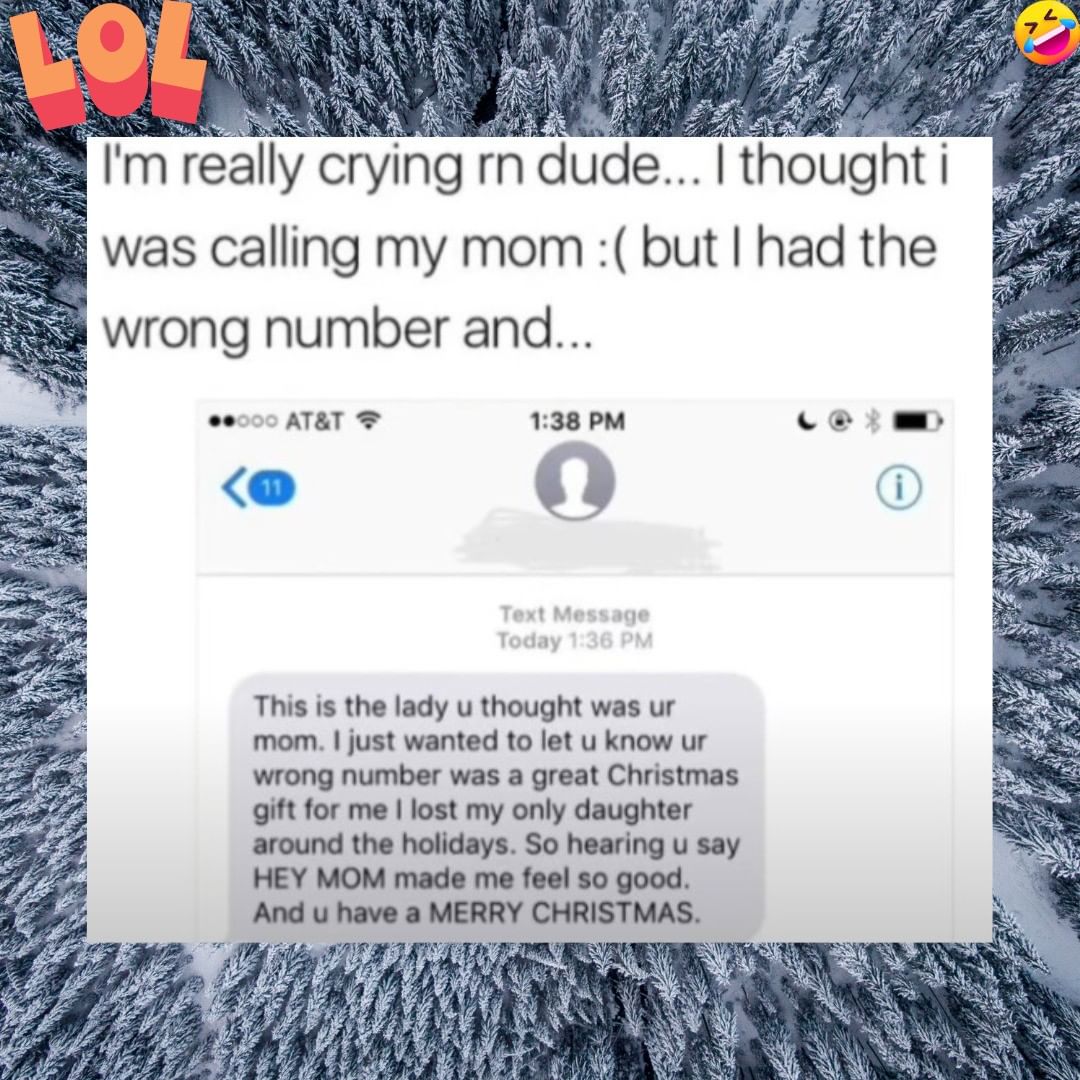 LOL
I'm really crying rn dude... I thought i
was calling my mom :( but I had the
wrong number and...
AT&T 1:38 PM
11
Text Message
Today 1:36 PM
This is the lady u thought was ur
mom. I just wanted to let u know ur
wrong number was a great Christmas
gift for me I lost my only daughter
around the holidays. So hearing u say
HEY MOM made me feel so good.
And u have a MERRY CHRISTMAS.